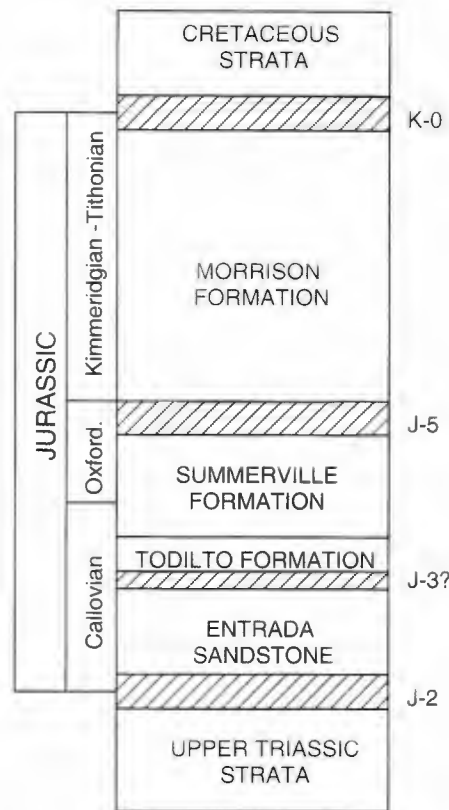 CRETACEOUS
STRATA
K-0
JURASSIC
Kimmeridgian - Tithonian
MORRISON
FORMATION
J-5
Oxford.
SUMMERVILLE
FORMATION
TODILTO FORMATION
J-3?
Callovian
ENTRADA
SANDSTONE
J-2
UPPER TRIASSIC
STRATA